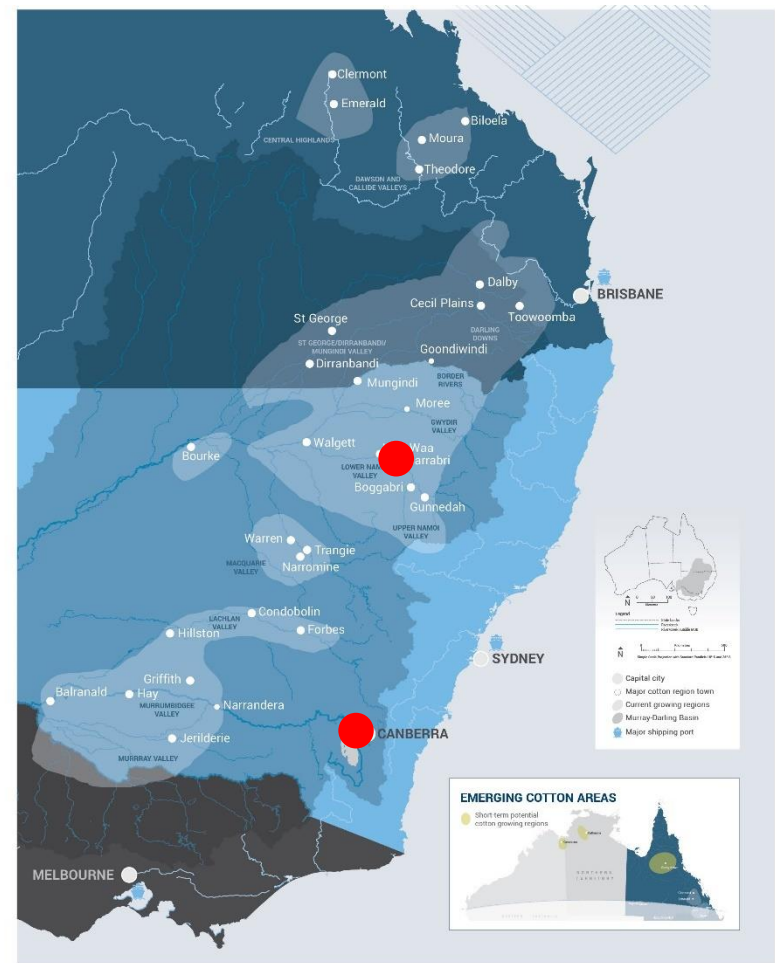 Clermont
Emerald
CENTRAL HIGHLANDS
Biloela
Moura
Theodore
DAWSON AND
CALLIDE VALLEYS
Dalby
BRISBANE
Cecil Plains
Toowoomba
St George
DARLING
DOWNS
ST GEORGE/DIRRANBANDI/
MUNGINDI VALLEY
Goondiwindi
Dirranbandi
Mungindi
BORDER
RIVERS
Moree
GWYDIR
VALLEY
Walgett
Waa
Bourke
arrabri
LOWER NAM
VALLEY
Boggabri
Gunnedah
UPPER NAMOI
VALLEY
Warren
Trangie
Narromine
MACQUARIE
VALLEY
Condobolin
LACHLAN
VALLEY
Hillston
Forbes
SYDNEY
Griffith
Balranald
Hay
Narrandera
MURRUMBIDGEE
VALLEY
Jerilderie
CANBERRA
MURRRAY VALLEY
MELBOURNE
N
Legend
N
Capital city
Major cotton region town
Current growing regions
Murray-Darling Basin
Major shipping port
EMERGING COTTON AREAS
Short term potential
cotton growing regions
NORTHERN
TERRITORY